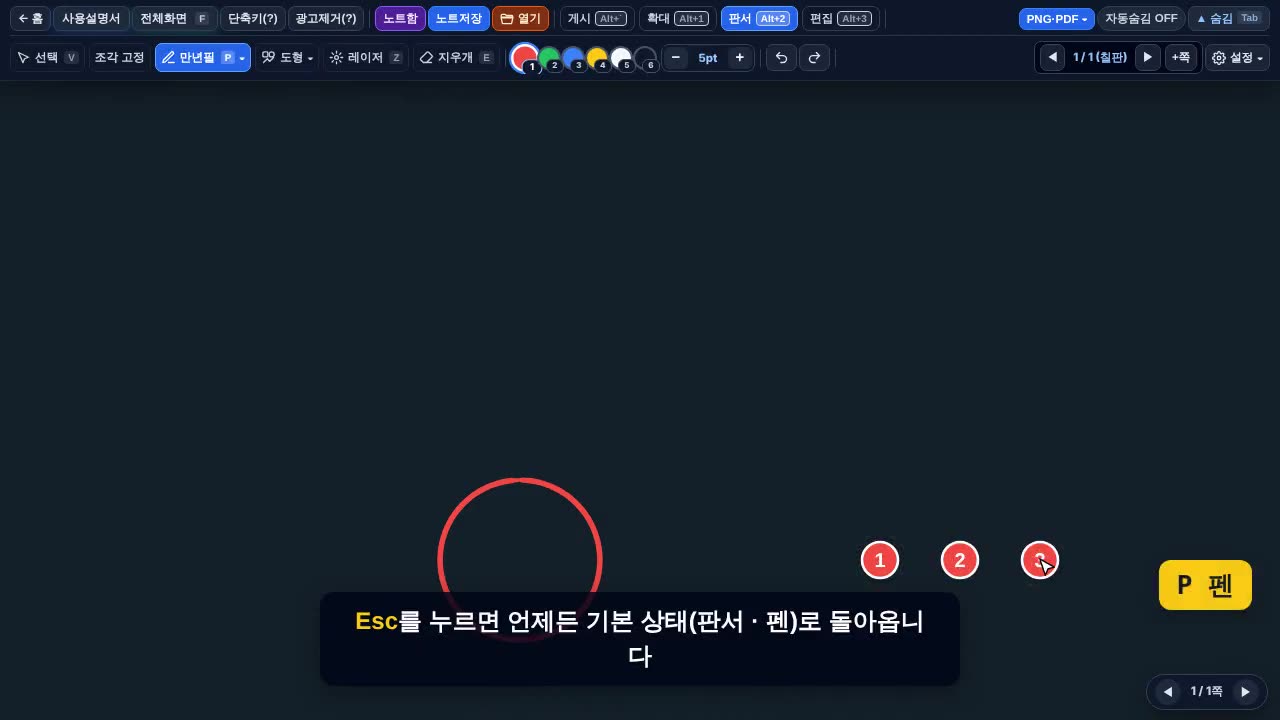 ← 홈 사용설명서 전체화면 F 단축키(?) 광고제거(?) 노트함 노트저장 열기 게시 Alt+` 확대 Alt+1 판서 Alt+2 편집 Alt+3 PNG·PDF 자동숨김 OFF ▲ 숨김 Tab
선택 V 조각 고정 만년필 P 도형 레이저 Z 지우개 E 1 2 3 4 5 6 − 5pt + ◀ 1 / 1 (칠판) ▶ +쪽 설정
1 2 3
P 펜
Esc를 누르면 언제든 기본 상태(판서 · 펜)로 돌아옵니
다
◀ 1 / 1쪽 ▶